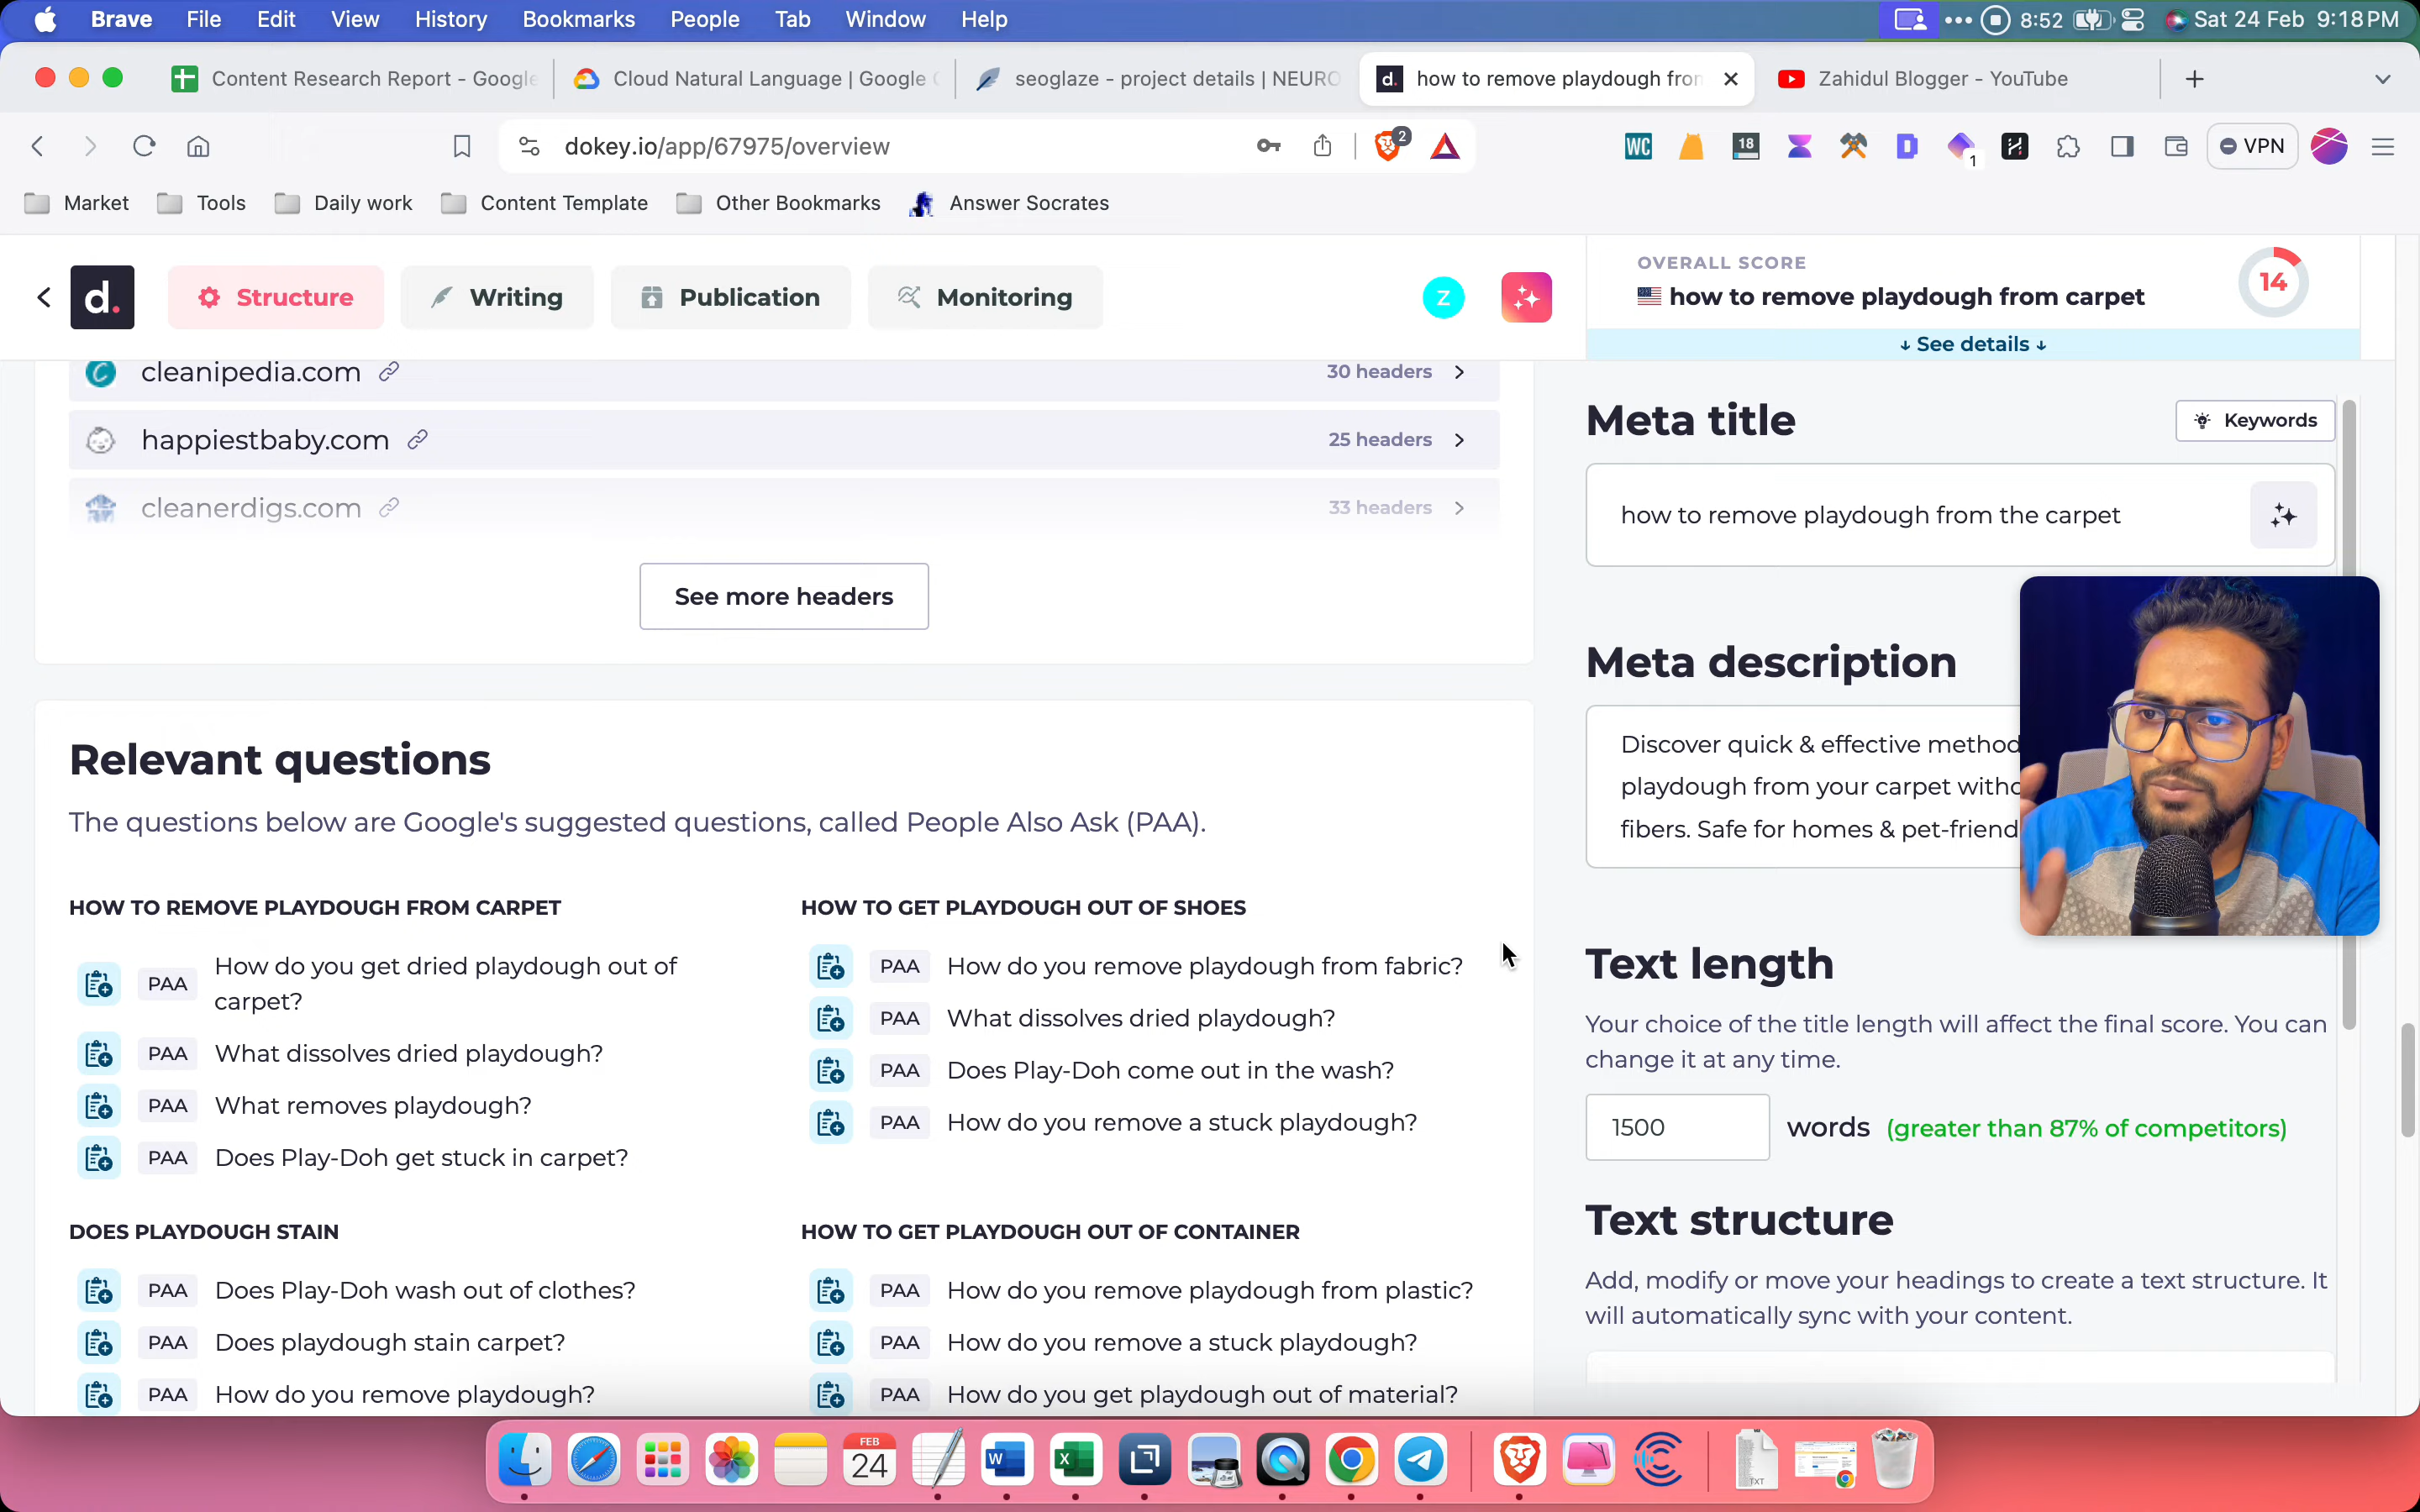 Brave File Edit View History Bookmarks People Tab Window Help
8:52 Sat 24 Feb 9:18 PM
Content Research Report - Google
Cloud Natural Language | Google
seoglaze - project details | NEURO
how to remove playdough from
Zahidul Blogger - YouTube
dokey.io/app/67975/overview
2
WC
18
1
VPN
Market Tools Daily work Content Template Other Bookmarks Answer Socrates
d.
Structure Writing Publication Monitoring
Z
OVERALL SCORE
how to remove playdough from carpet
14
↓ See details ↓
cleanipedia.com 30 headers
happiestbaby.com 25 headers
cleanerdigs.com 33 headers
See more headers
Relevant questions
The questions below are Google's suggested questions, called People Also Ask (PAA).
HOW TO REMOVE PLAYDOUGH FROM CARPET
PAA How do you get dried playdough out of
carpet?
PAA What dissolves dried playdough?
PAA What removes playdough?
PAA Does Play-Doh get stuck in carpet?
HOW TO GET PLAYDOUGH OUT OF SHOES
PAA How do you remove playdough from fabric?
PAA What dissolves dried playdough?
PAA Does Play-Doh come out in the wash?
PAA How do you remove a stuck playdough?
DOES PLAYDOUGH STAIN
PAA Does Play-Doh wash out of clothes?
PAA Does playdough stain carpet?
PAA How do you remove playdough?
HOW TO GET PLAYDOUGH OUT OF CONTAINER
PAA How do you remove playdough from plastic?
PAA How do you remove a stuck playdough?
PAA How do you get playdough out of material?
Meta title
Keywords
how to remove playdough from the carpet
Meta description
Discover quick & effective method
playdough from your carpet witho
fibers. Safe for homes & pet-friend
Text length
Your choice of the title length will affect the final score. You can
change it at any time.
1500 words (greater than 87% of competitors)
Text structure
Add, modify or move your headings to create a text structure. It
will automatically sync with your content.
FEB
24
W
X
TXT